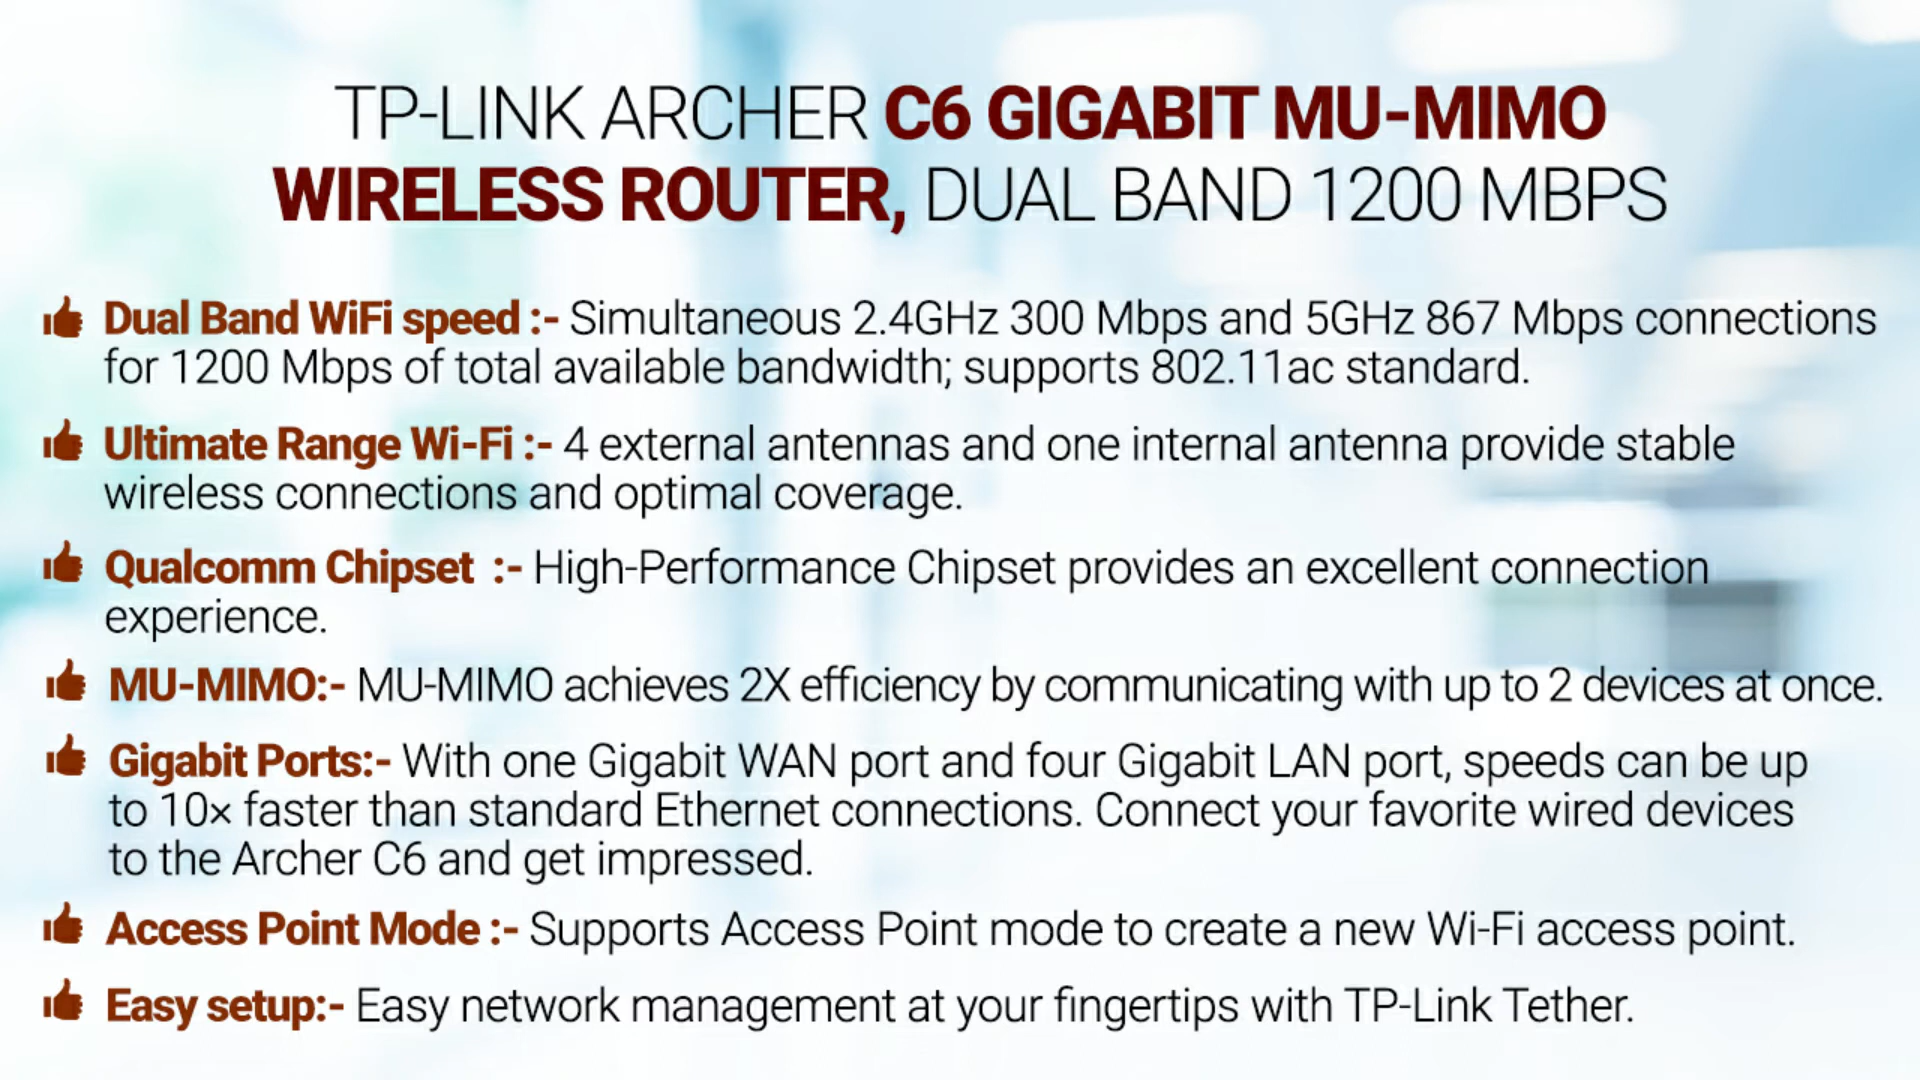 TP-LINK ARCHER C6 GIGABIT MU-MIMO
WIRELESS ROUTER, DUAL BAND 1200 MBPS
Dual Band WiFi speed :- Simultaneous 2.4GHz 300 Mbps and 5GHz 867 Mbps connections
for 1200 Mbps of total available bandwidth; supports 802.11ac standard.
Ultimate Range Wi-Fi :- 4 external antennas and one internal antenna provide stable
wireless connections and optimal coverage.
Qualcomm Chipset :- High-Performance Chipset provides an excellent connection
experience.
MU-MIMO:- MU-MIMO achieves 2X efficiency by communicating with up to 2 devices at once.
Gigabit Ports:- With one Gigabit WAN port and four Gigabit LAN port, speeds can be up
to 10× faster than standard Ethernet connections. Connect your favorite wired devices
to the Archer C6 and get impressed.
Access Point Mode :- Supports Access Point mode to create a new Wi-Fi access point.
Easy setup:- Easy network management at your fingertips with TP-Link Tether.